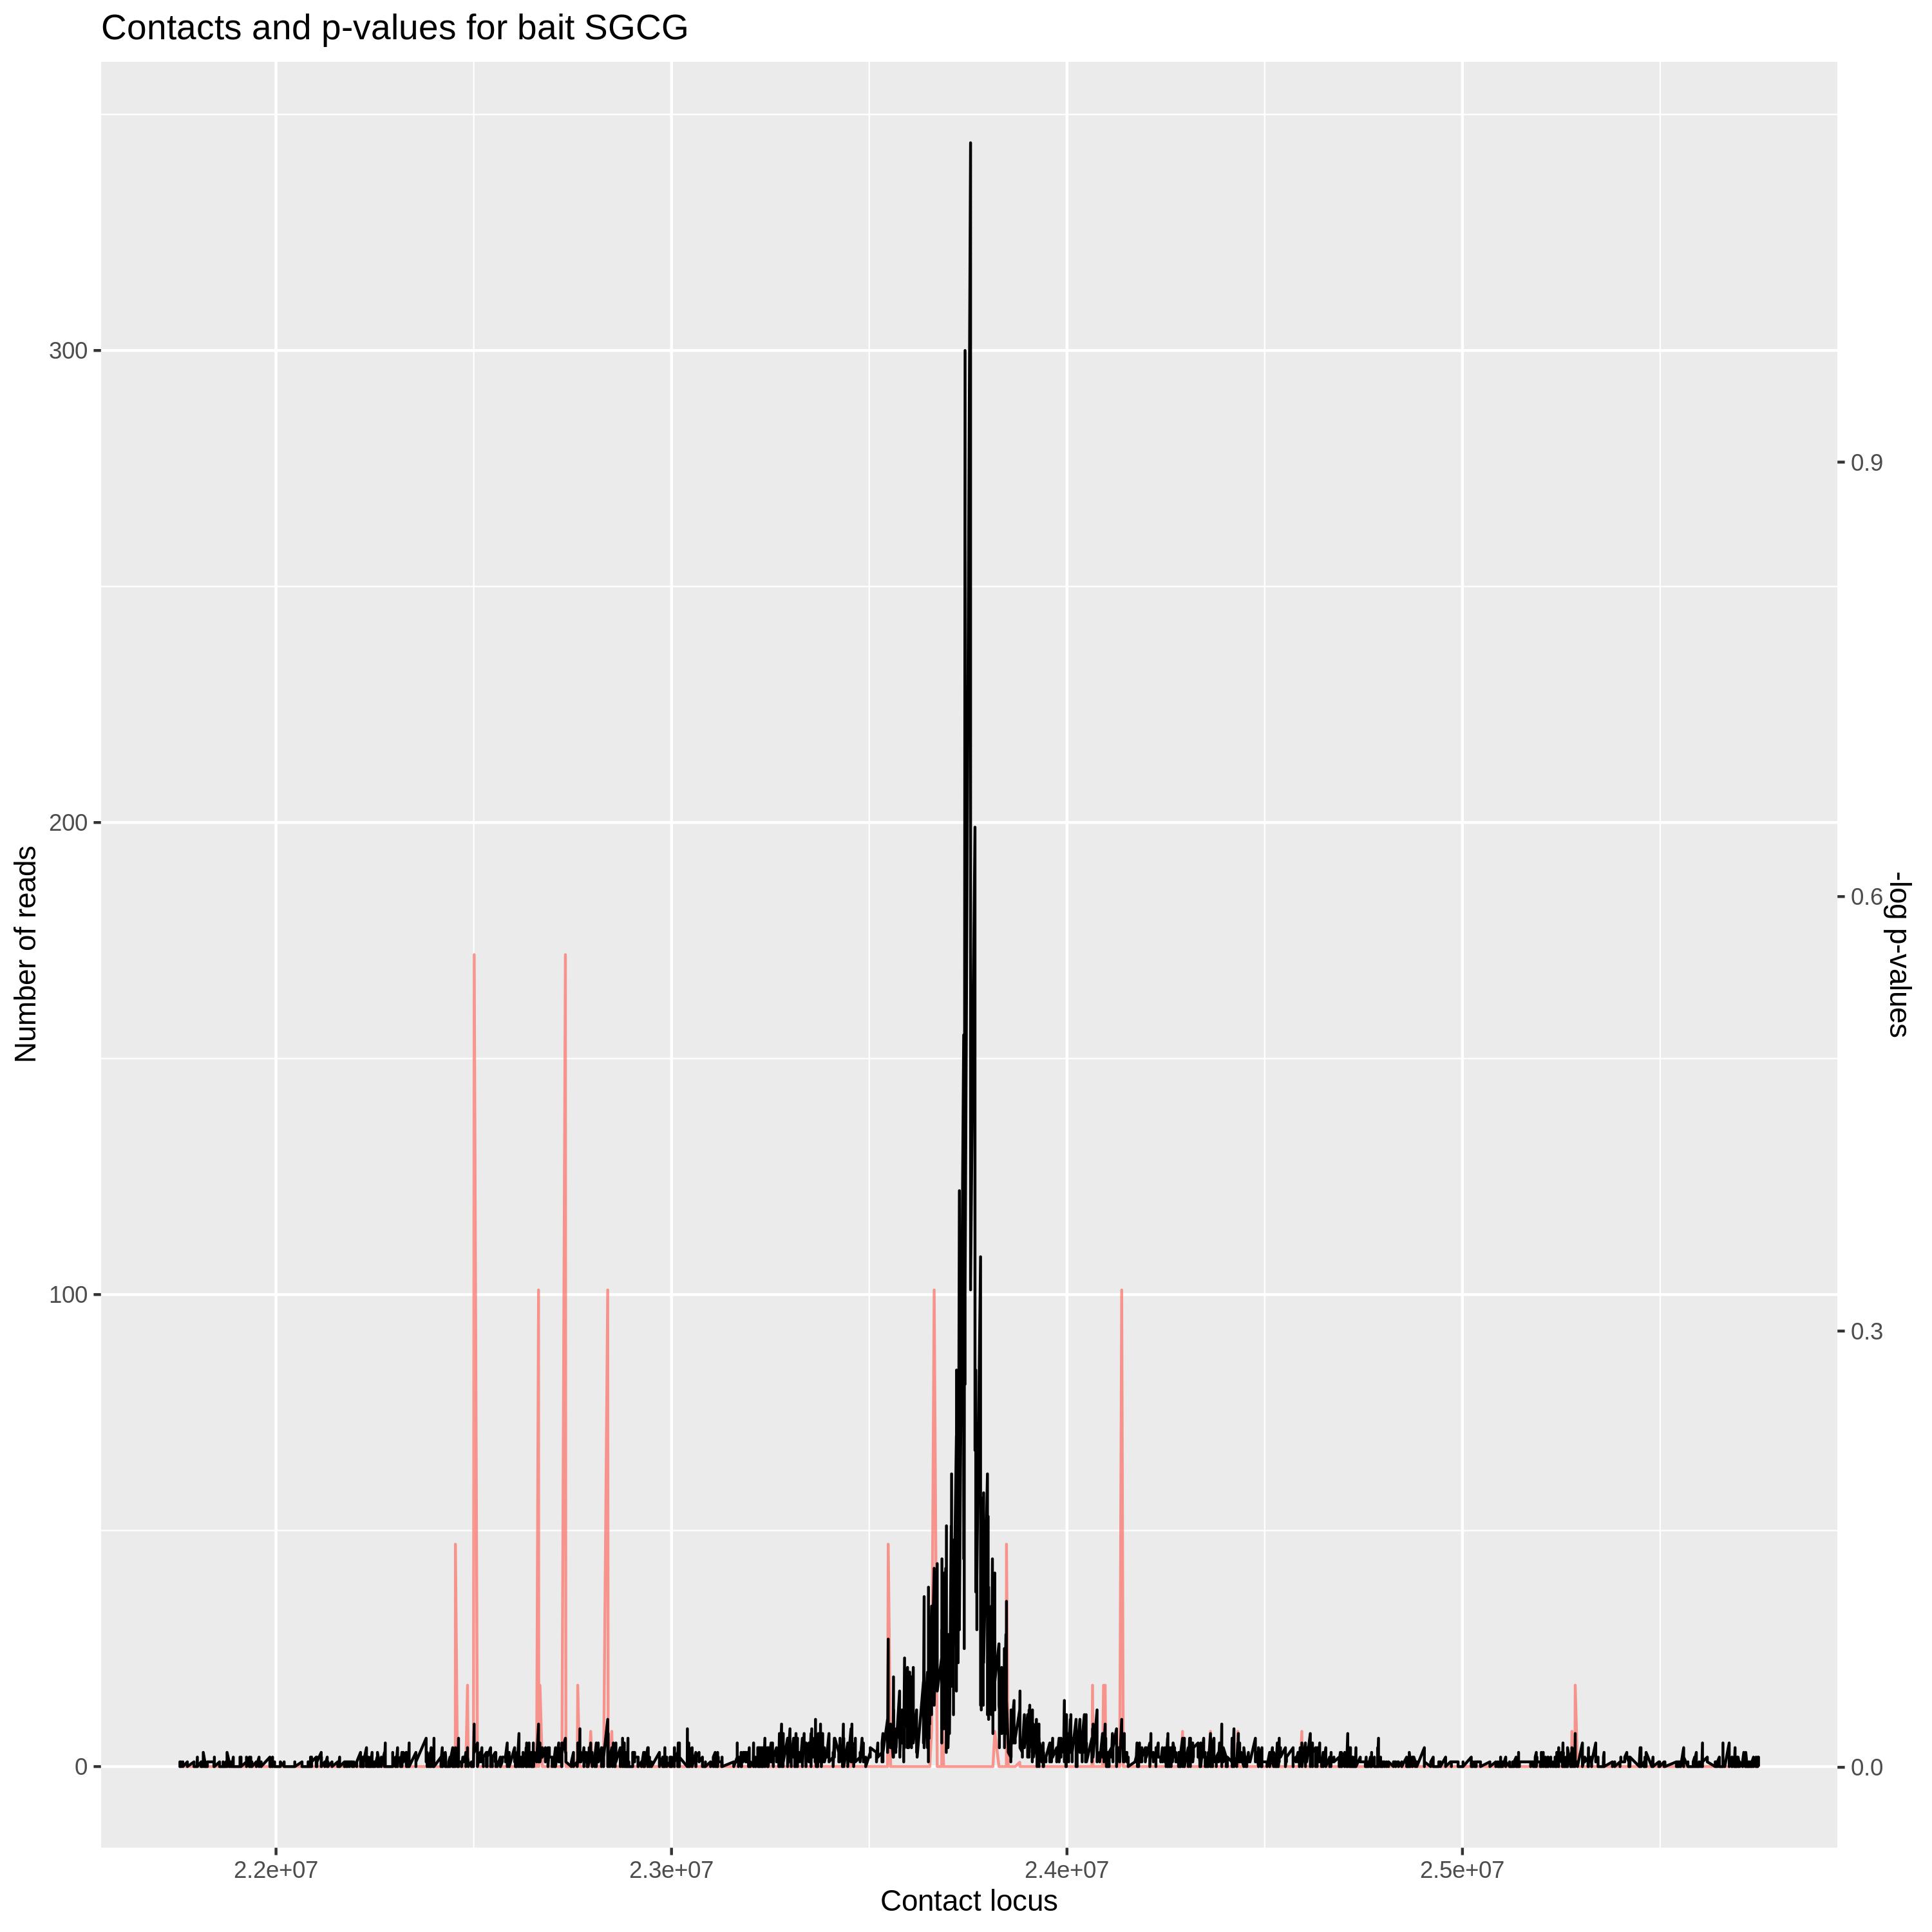 Contacts and p-values for bait SGCG
300
200
100
0
Number of reads
0.9
0.6
0.3
0.0
-log p-values
2.2e+07 2.3e+07 2.4e+07 2.5e+07
Contact locus